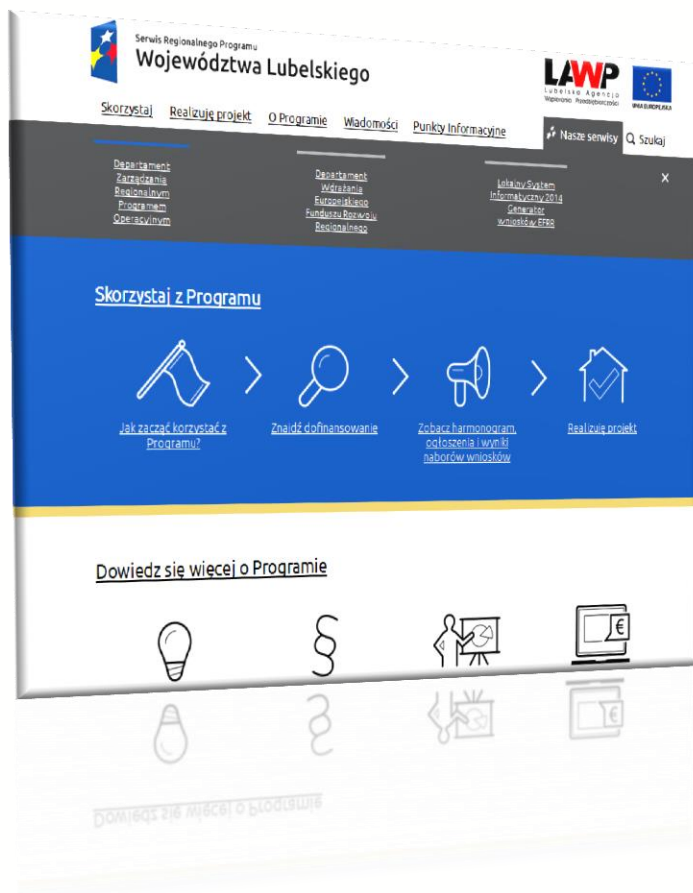 Serwis Regionalnego Programu
Województwa Lubelskiego
LAWP
Lubelska Agencja
Wspierania Przedsiębiorczości
UNIA EUROPEJSKA
Skorzystaj Realizuję projekt O Programie Wiadomości Punkty Informacyjne
Nasze serwisy Szukaj
Departament
Zarządzania
Regionalnym
Programem
Operacyjnym
Departament
Wdrażania
Europejskiego
Funduszu Rozwoju
Regionalnego
Lokalny System
Informatyczny 2014
Generator
wniosków EFRR
X
Skorzystaj z Programu
Jak zacząć korzystać z
Programu?
Znajdź dofinansowanie
Zobacz harmonogram,
ogłoszenia i wyniki
naborów wniosków
Realizuję projekt
Dowiedz się więcej o Programie
§
€